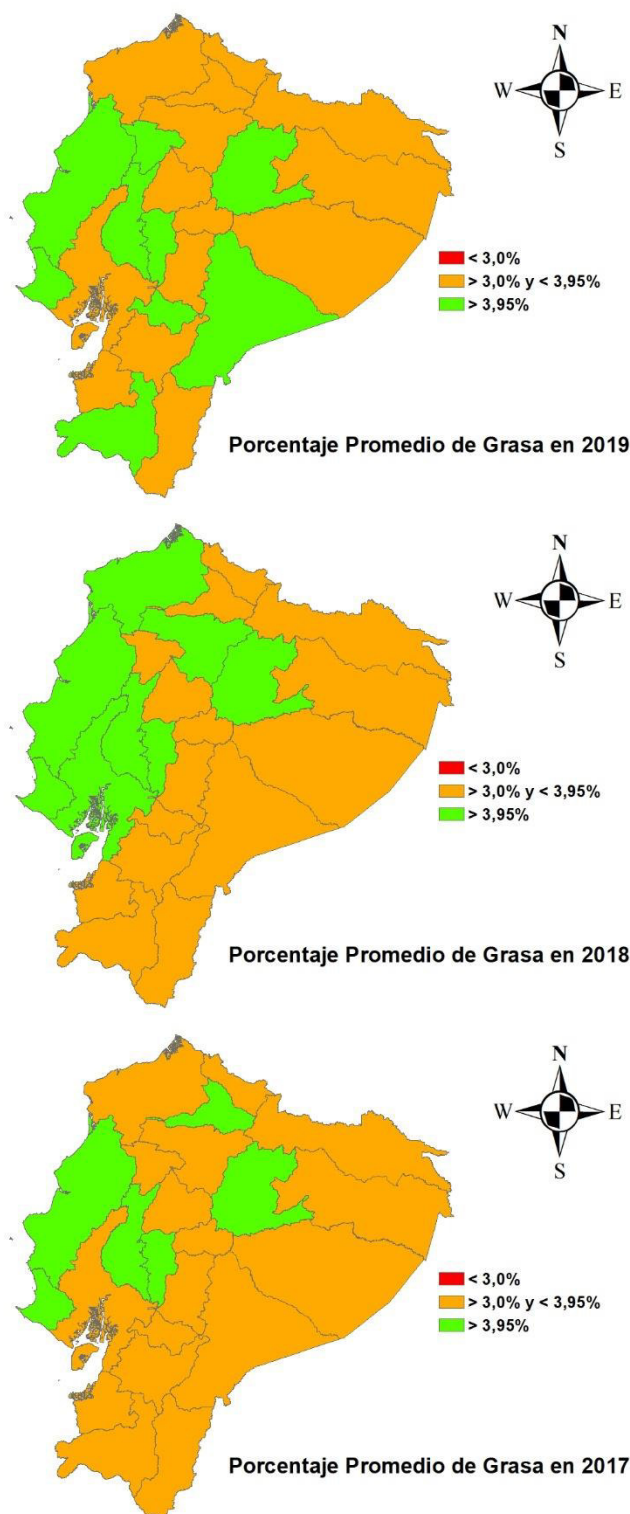 N
W E
S
< 3,0%
> 3,0% y < 3,95%
> 3,95%
Porcentaje Promedio de Grasa en 2019
N
W E
S
< 3,0%
> 3,0% y < 3,95%
> 3,95%
Porcentaje Promedio de Grasa en 2018
N
W E
S
< 3,0%
> 3,0% y < 3,95%
> 3,95%
Porcentaje Promedio de Grasa en 2017